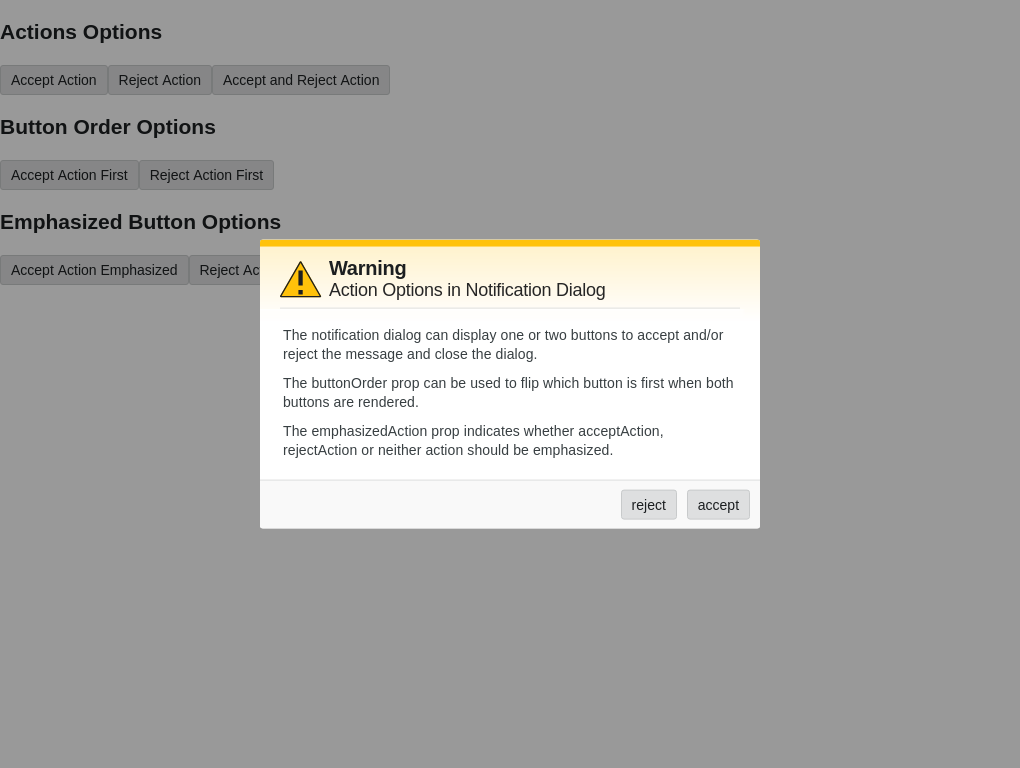 Actions Options
Accept Action Reject Action Accept and Reject Action
Button Order Options
Accept Action First Reject Action First
Emphasized Button Options
Accept Action Emphasized Reject
Warning
Action Options in Notification Dialog
The notification dialog can display one or two buttons to accept and/or
reject the message and close the dialog.
The buttonOrder prop can be used to flip which button is first when both
buttons are rendered.
The emphasizedAction prop indicates whether acceptAction,
rejectAction or neither action should be emphasized.
reject accept